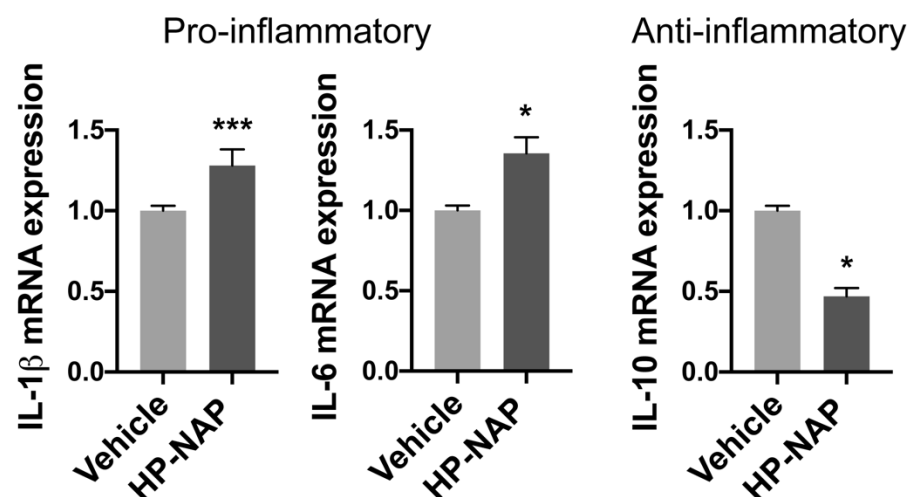 Pro-inflammatory
Anti-inflammatory
IL-1β mRNA expression
1.5
1.0
0.5
0.0
***
Vehicle
HP-NAP
IL-6 mRNA expression
1.5
1.0
0.5
0.0
*
Vehicle
HP-NAP
IL-10 mRNA expression
1.5
1.0
0.5
0.0
*
Vehicle
HP-NAP